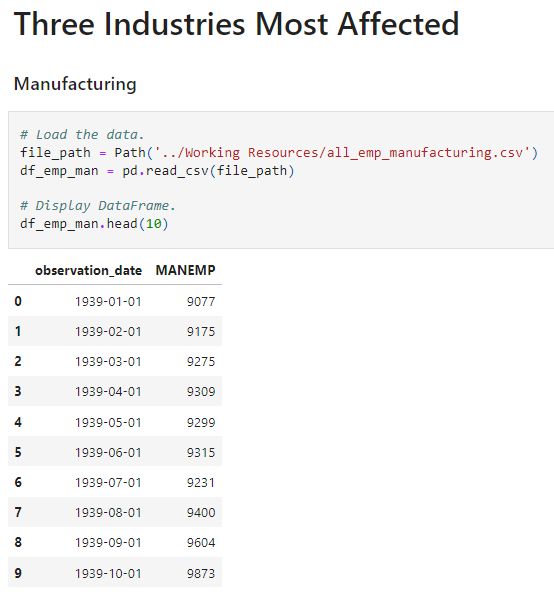 Three Industries Most Affected
Manufacturing
# Load the data.
file_path = Path('../Working Resources/all_emp_manufacturing.csv')
df_emp_man = pd.read_csv(file_path)
# Display DataFrame.
df_emp_man.head(10)
observation_date MANEMP
0 1939-01-01 9077
1 1939-02-01 9175
2 1939-03-01 9275
3 1939-04-01 9309
4 1939-05-01 9299
5 1939-06-01 9315
6 1939-07-01 9231
7 1939-08-01 9400
8 1939-09-01 9604
9 1939-10-01 9873